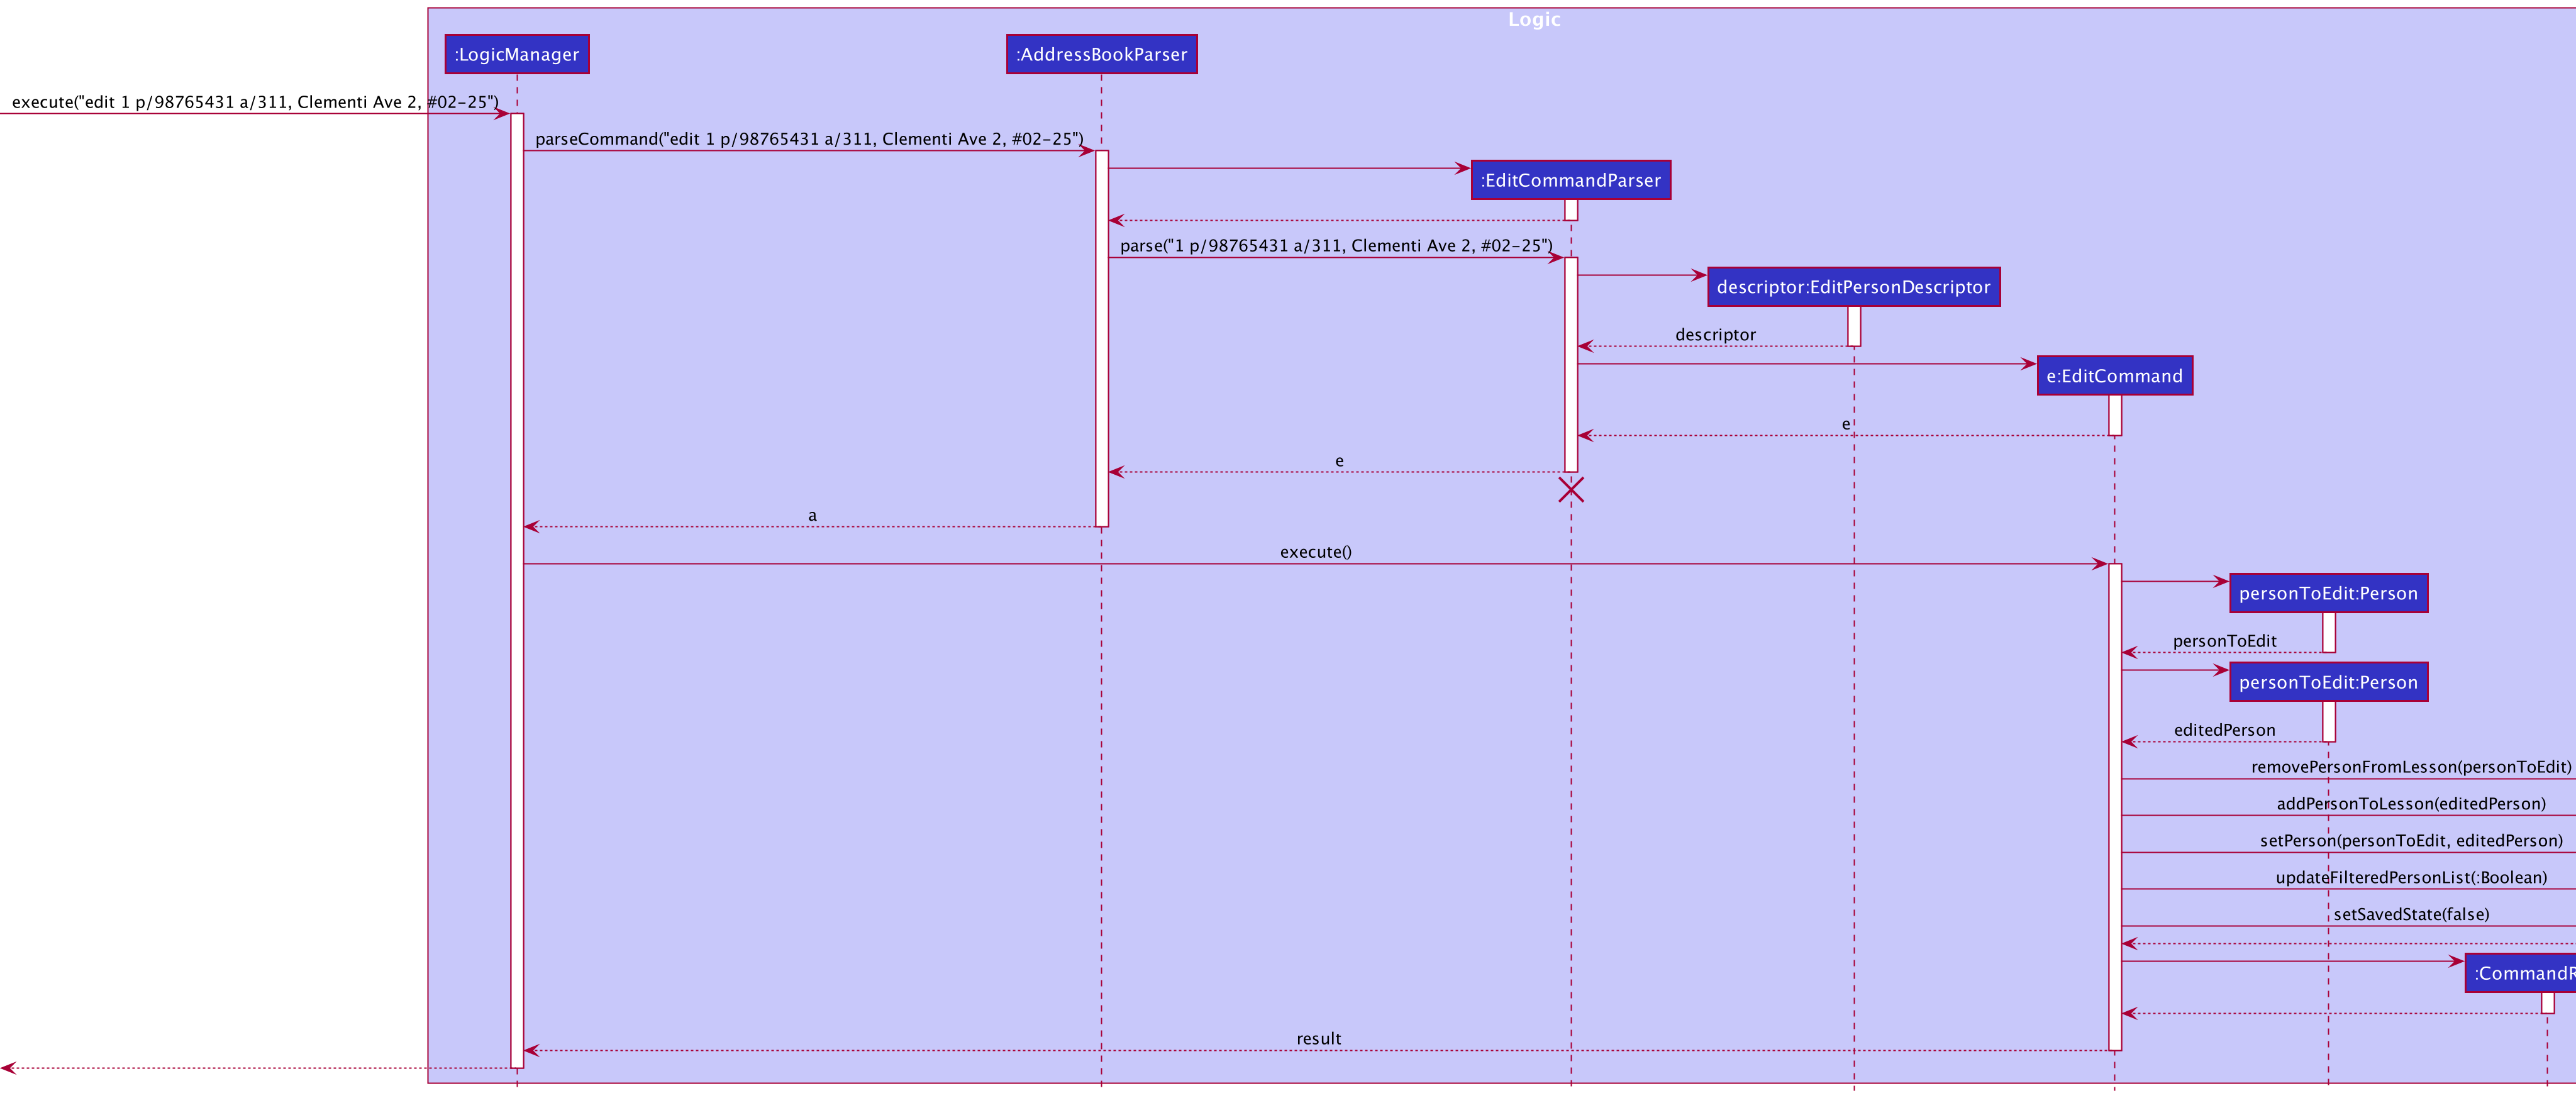 Logic
:LogicManager
:AddressBookParser
execute("edit 1 p/98765431 a/311, Clementi Ave 2, #02-25")
parseCommand("edit 1 p/98765431 a/311, Clementi Ave 2, #02-25")
:EditCommandParser
parse("1 p/98765431 a/311, Clementi Ave 2, #02-25")
descriptor:EditPersonDescriptor
descriptor
e:EditCommand
e
e
a
execute()
personToEdit:Person
personToEdit
personToEdit:Person
editedPerson
removePersonFromLesson(personToEdit)
addPersonToLesson(editedPerson)
setPerson(personToEdit, editedPerson)
updateFilteredPersonList(:Boolean)
setSavedState(false)
:CommandR
result